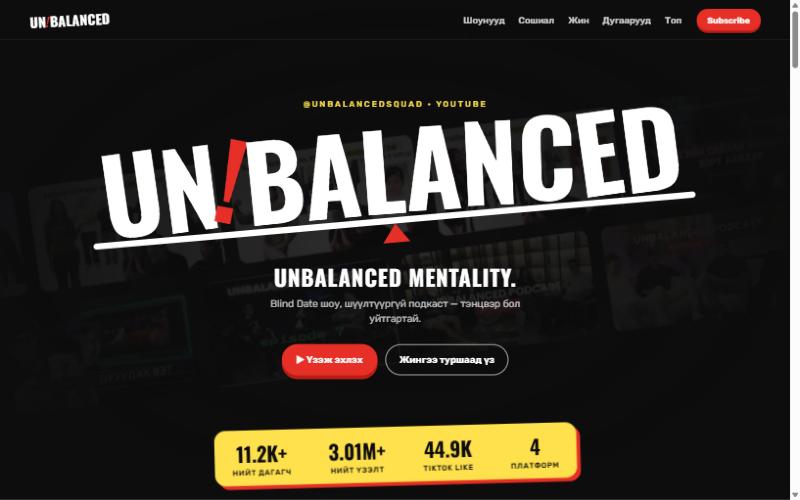 UN!BALANCED
Шоунууд Сошиал Жин Дугаарууд Топ Subscribe
@UNBALANCEDSQUAD • YOUTUBE
UN!BALANCED
UNBALANCED MENTALITY.
Blind Date шоу, шүүлтүүргүй подкаст — тэнцвэр бол
уйтгартай.
▶ Үзэж эхлэх Жингээ туршаад үз
11.2K+ 3.01M+ 44.9K 4
НИЙТ ДАГАГЧ НИЙТ ҮЗЭЛТ TIKTOK LIKE ПЛАТФОРМ